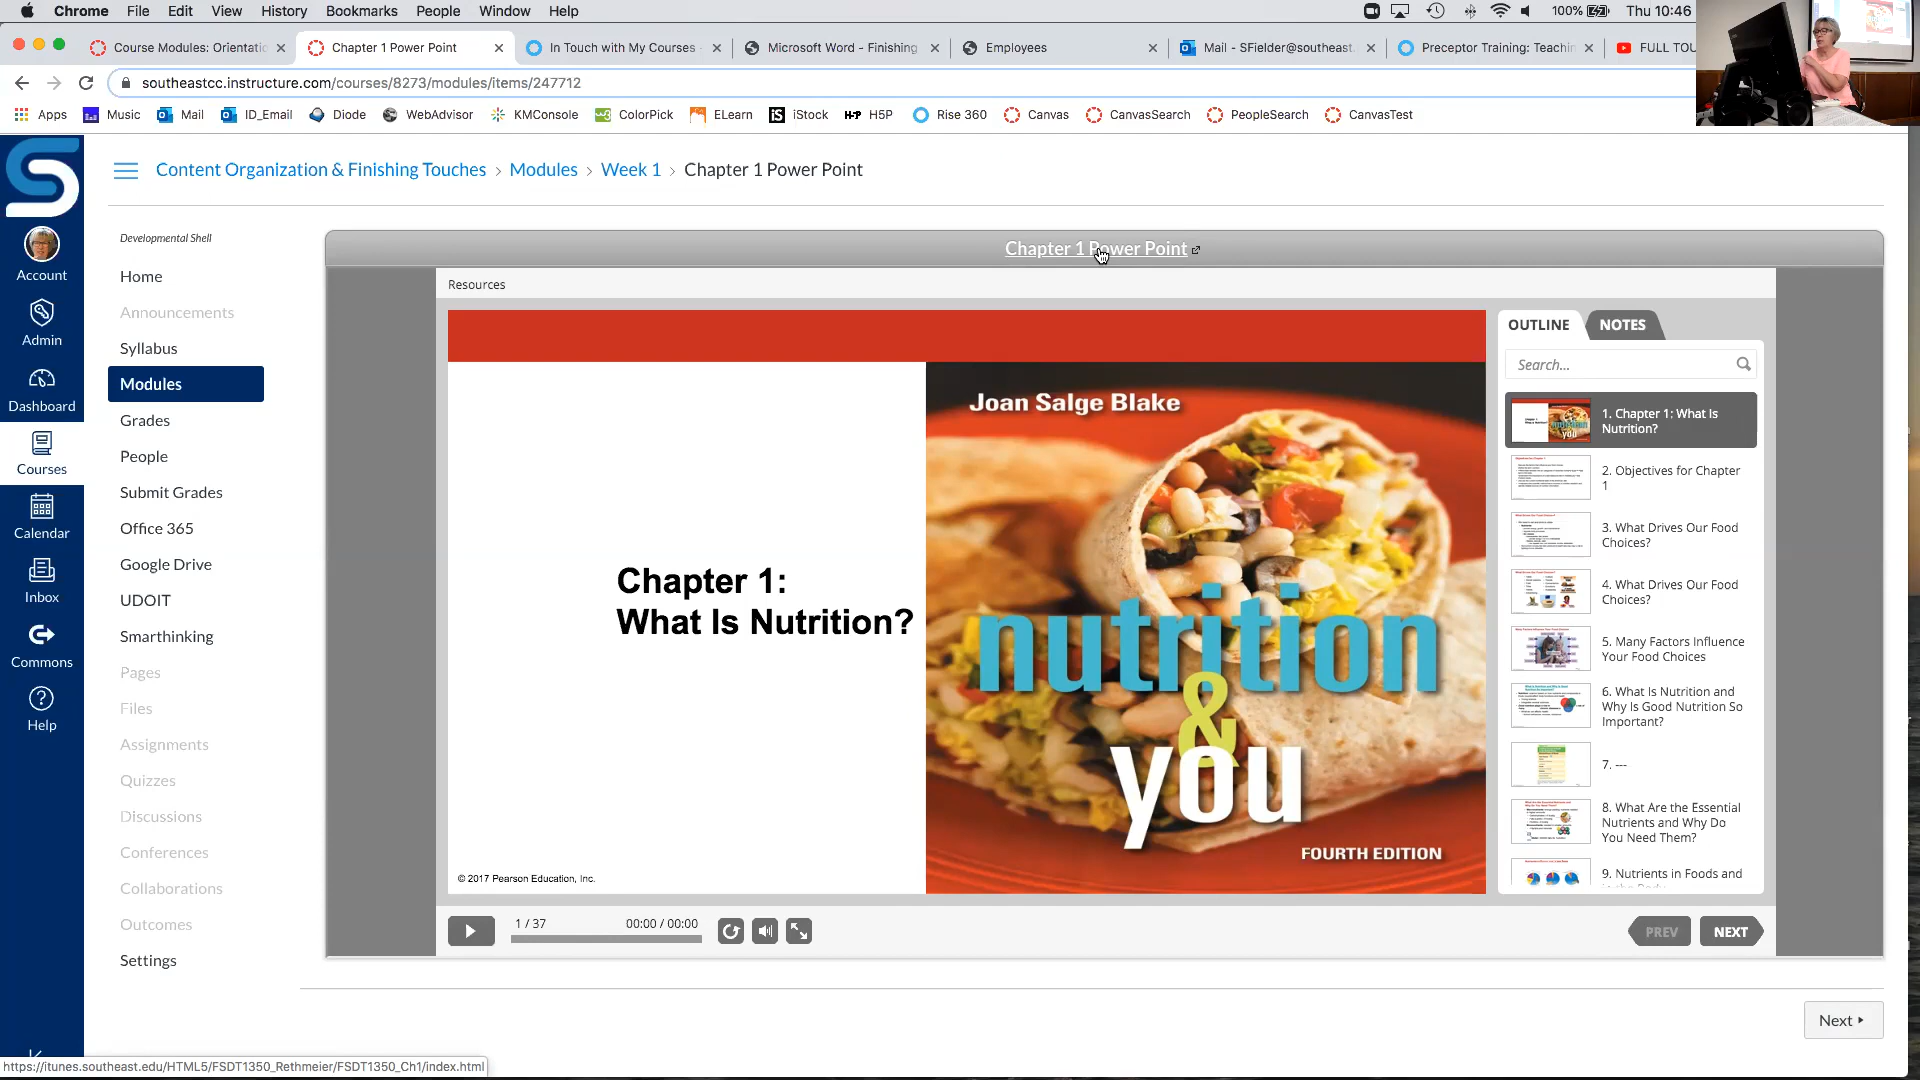 Chrome File Edit View History Bookmarks People Window Help 100% Thu 10:46
Course Modules: Orientatio Chapter 1 Power Point In Touch with My Courses - Microsoft Word - Finishing Employees Mail - SFielder@southeast. Preceptor Training: Teachin FULL TOU
southeastcc.instructure.com/courses/8273/modules/items/247712
Apps Music Mail ID_Email Diode WebAdvisor KMConsole ColorPick ELearn iStock H5P Rise 360 Canvas CanvasSearch PeopleSearch CanvasTest
Content Organization & Finishing Touches > Modules > Week 1 > Chapter 1 Power Point
Account
Admin
Dashboard
Courses
Calendar
Inbox
Commons
Help
Developmental Shell
Home
Announcements
Syllabus
Modules
Grades
People
Submit Grades
Office 365
Google Drive
UDOIT
Smarthinking
Pages
Files
Assignments
Quizzes
Discussions
Conferences
Collaborations
Outcomes
Settings
Chapter 1 Power Point
Resources
Chapter 1:
What Is Nutrition?
© 2017 Pearson Education, Inc.
Joan Salge Blake
nutrition
&
you
FOURTH EDITION
OUTLINE NOTES
Search...
1. Chapter 1: What Is
Nutrition?
2. Objectives for Chapter
1
3. What Drives Our Food
Choices?
4. What Drives Our Food
Choices?
5. Many Factors Influence
Your Food Choices
6. What Is Nutrition and
Why Is Good Nutrition So
Important?
7. ---
8. What Are the Essential
Nutrients and Why Do
You Need Them?
9. Nutrients in Foods and
1 / 37 00:00 / 00:00
PREV NEXT
Next
https://itunes.southeast.edu/HTML5/FSDT1350_Rethmeier/FSDT1350_Ch1/index.html